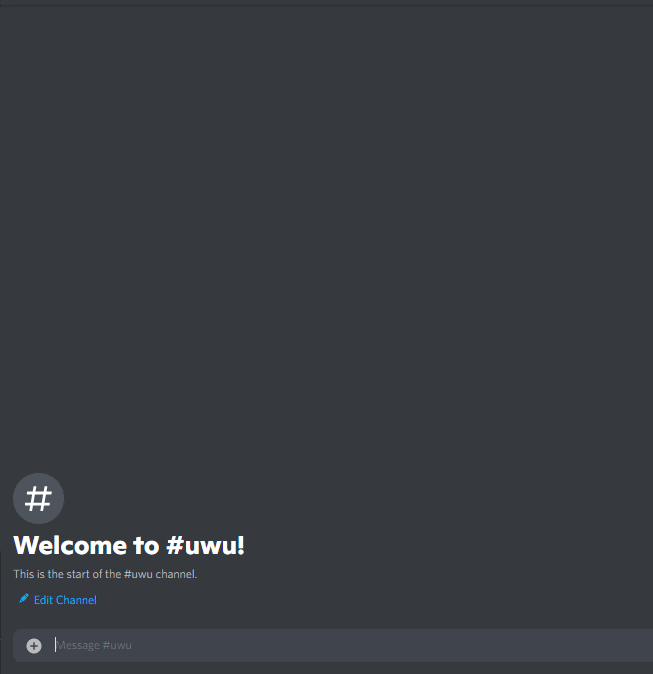 #
Welcome to #uwu!
This is the start of the #uwu channel.
Edit Channel
Message #uwu